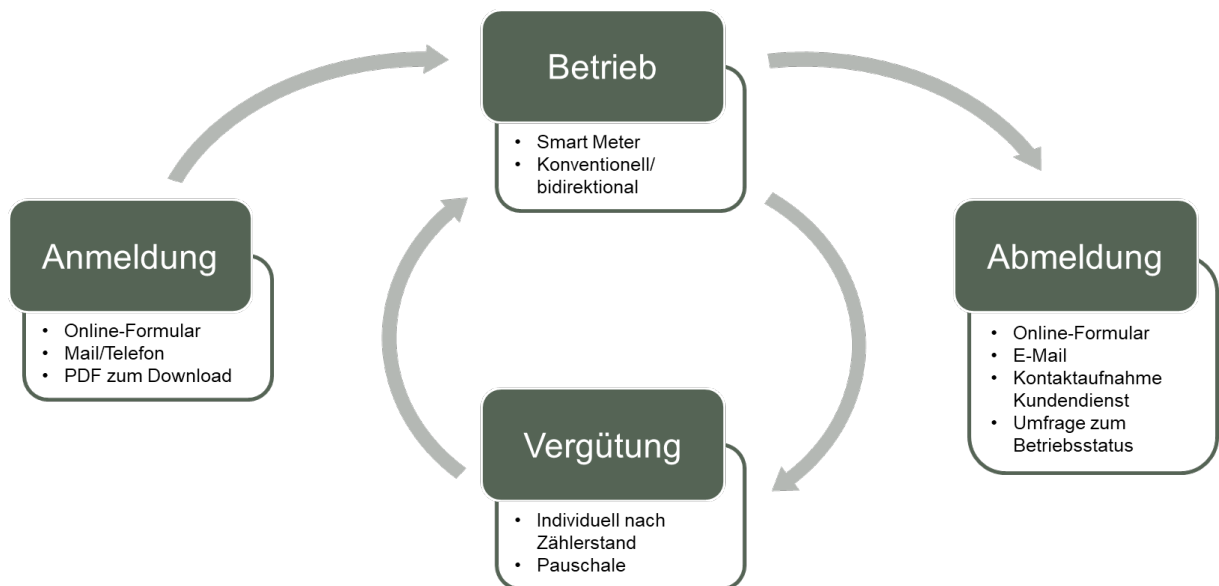 Betrieb
• Smart Meter
• Konventionell/
bidirektional
Anmeldung
• Online-Formular
• Mail/Telefon
• PDF zum Download
Abmeldung
• Online-Formular
• E-Mail
• Kontaktaufnahme
Kundendienst
• Umfrage zum
Betriebsstatus
Vergütung
• Individuell nach
Zählerstand
• Pauschale